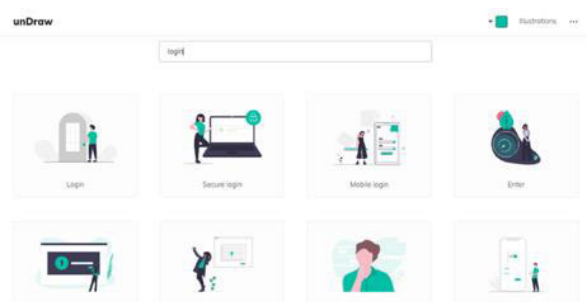 unDraw
Illustrations ...
login
Login
Secure login
Mobile login
Enter